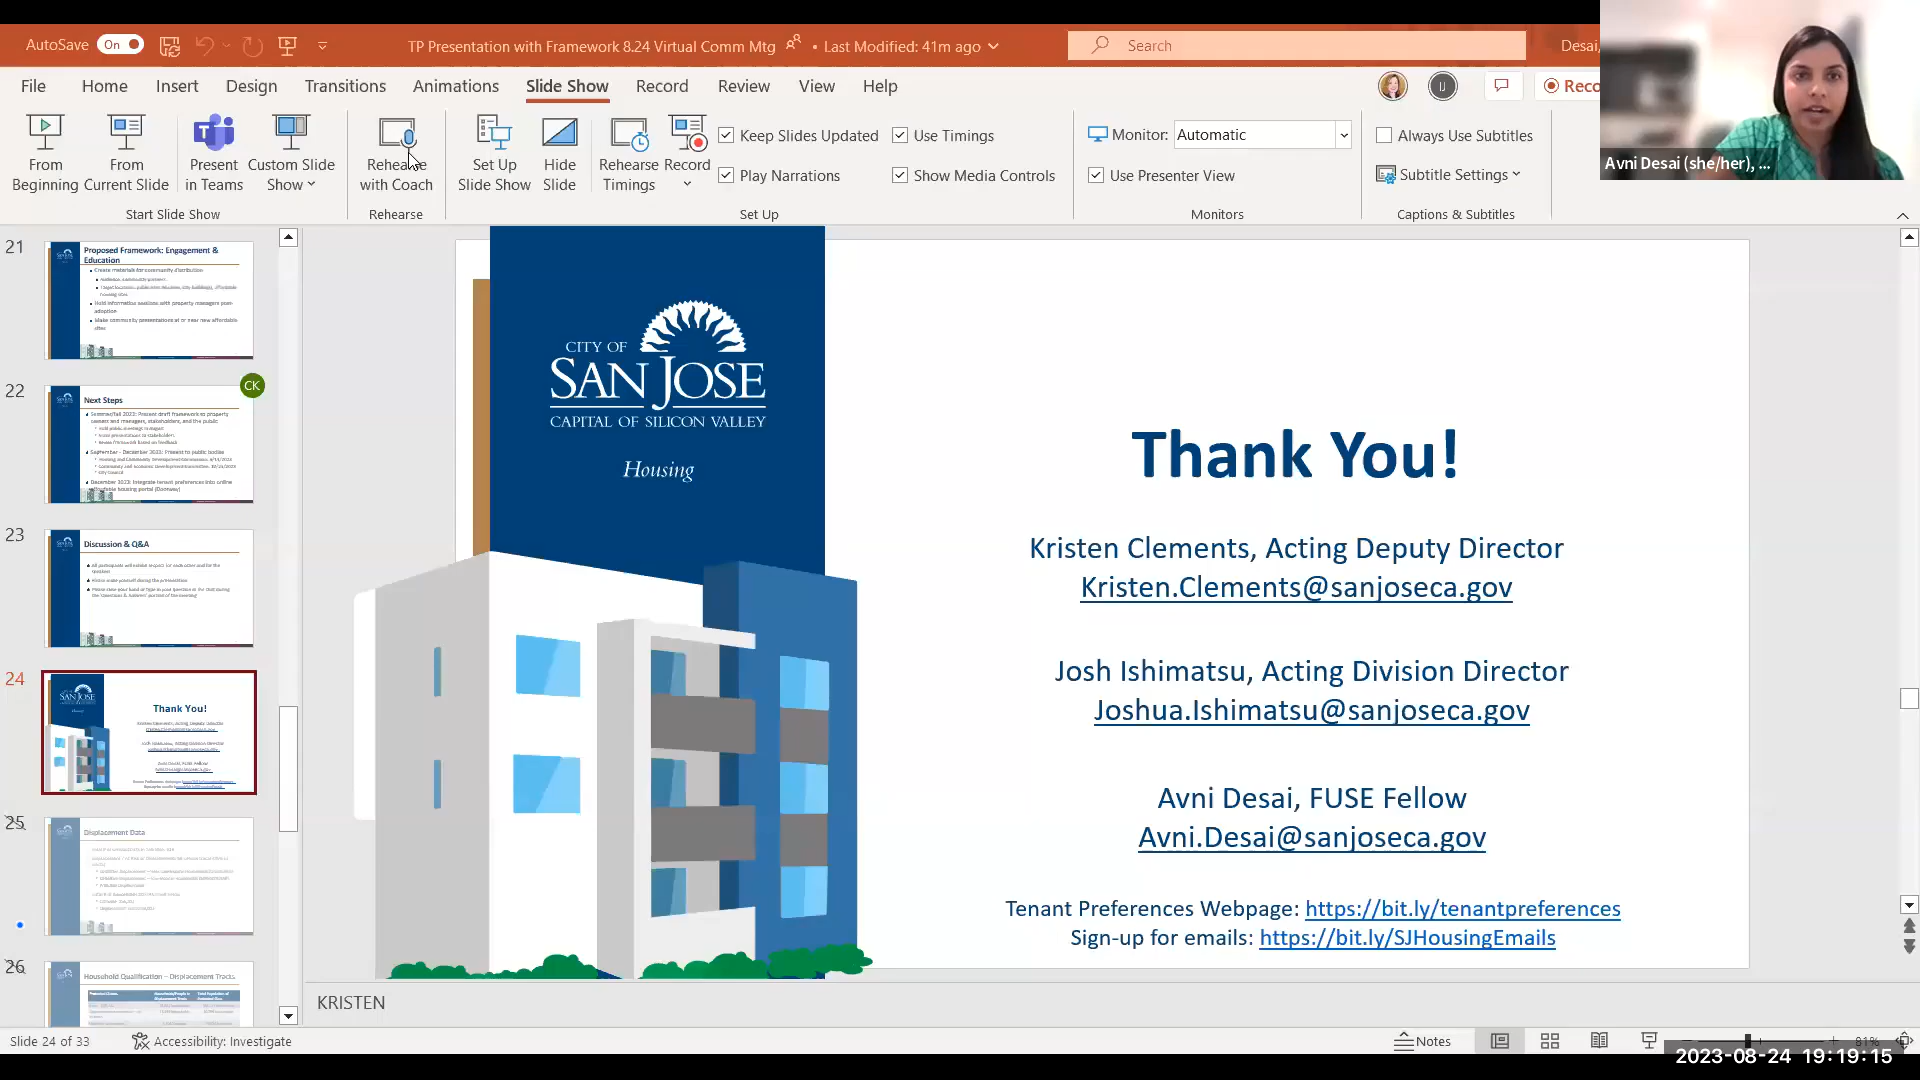 AutoSave On
TP Presentation with Framework 8.24 Virtual Comm Mtg • Last Modified: 41m ago
Search
Desai,
File Home Insert Design Transitions Animations Slide Show Record Review View Help
IJ
Reco
From Beginning
From Current Slide
Present in Teams
Custom Slide Show
Rehearse with Coach
Set Up Slide Show
Hide Slide
Rehearse Timings
Record
Keep Slides Updated
Use Timings
Play Narrations
Show Media Controls
Monitor: Automatic
Use Presenter View
Always Use Subtitles
Subtitle Settings
Start Slide Show
Rehearse
Set Up
Monitors
Captions & Subtitles
Avni Desai (she/her), ...
21
Proposed Framework: Engagement &
Education
22
CK
Next Steps
23
Discussion & Q&A
24
Thank You!
25
Displacement Data
26
Household Qualification – Displacement Tracts
CITY OF
SAN JOSE
CAPITAL OF SILICON VALLEY
Housing
Thank You!
Kristen Clements, Acting Deputy Director
Kristen.Clements@sanjoseca.gov
Josh Ishimatsu, Acting Division Director
Joshua.Ishimatsu@sanjoseca.gov
Avni Desai, FUSE Fellow
Avni.Desai@sanjoseca.gov
Tenant Preferences Webpage: https://bit.ly/tenantpreferences
Sign-up for emails: https://bit.ly/SJHousingEmails
KRISTEN
Slide 24 of 33
Accessibility: Investigate
Notes
81%
2023-08-24 19:19:15